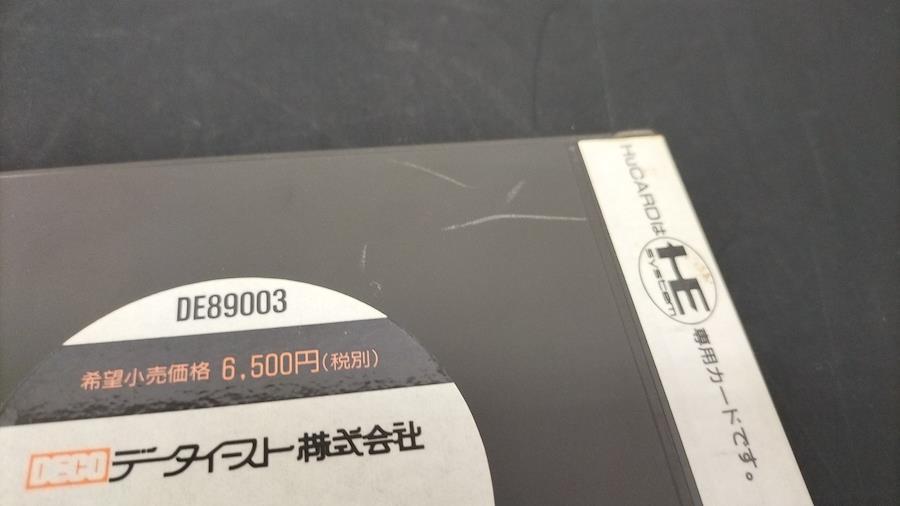 DE89003
希望小売価格 6,500円(税別)
DECO データイースト株式会社
HuCARDは HE system 専用カードです。